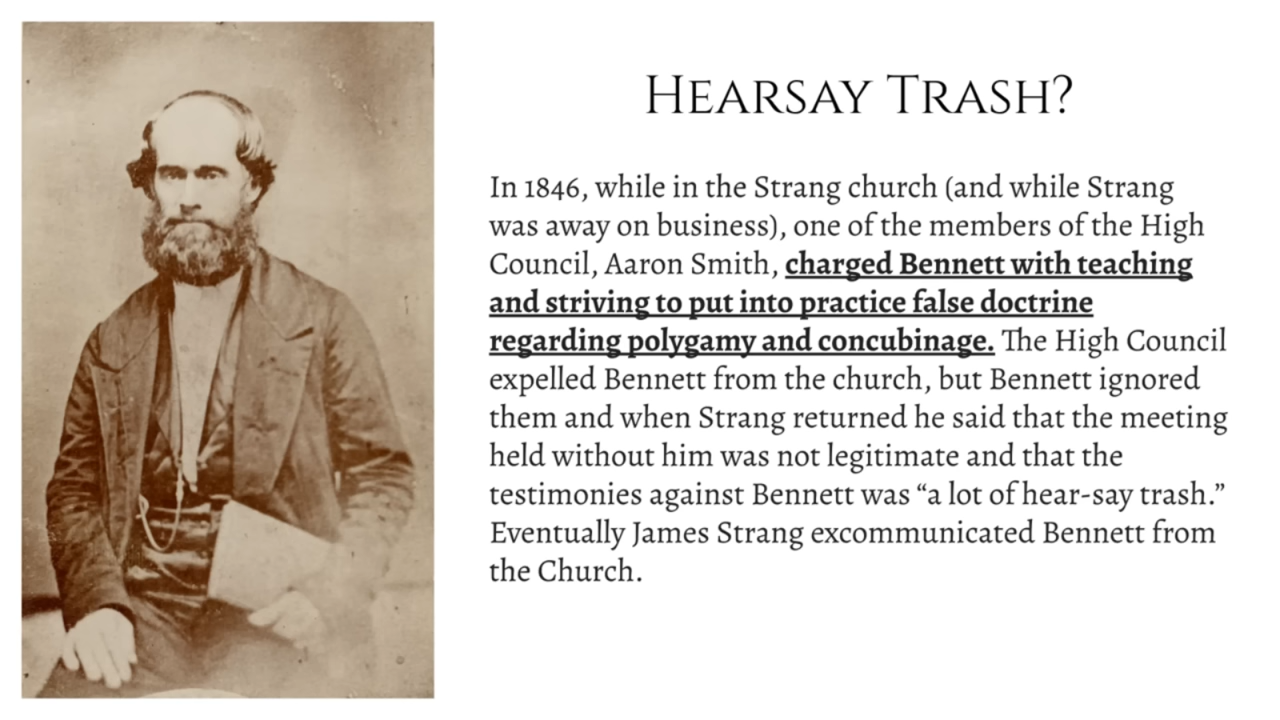 Hearsay Trash?
In 1846, while in the Strang church (and while Strang
was away on business), one of the members of the High
Council, Aaron Smith, charged Bennett with teaching
and striving to put into practice false doctrine
regarding polygamy and concubinage. The High Council
expelled Bennett from the church, but Bennett ignored
them and when Strang returned he said that the meeting
held without him was not legitimate and that the
testimonies against Bennett was “a lot of hear-say trash.”
Eventually James Strang excommunicated Bennett from
the Church.